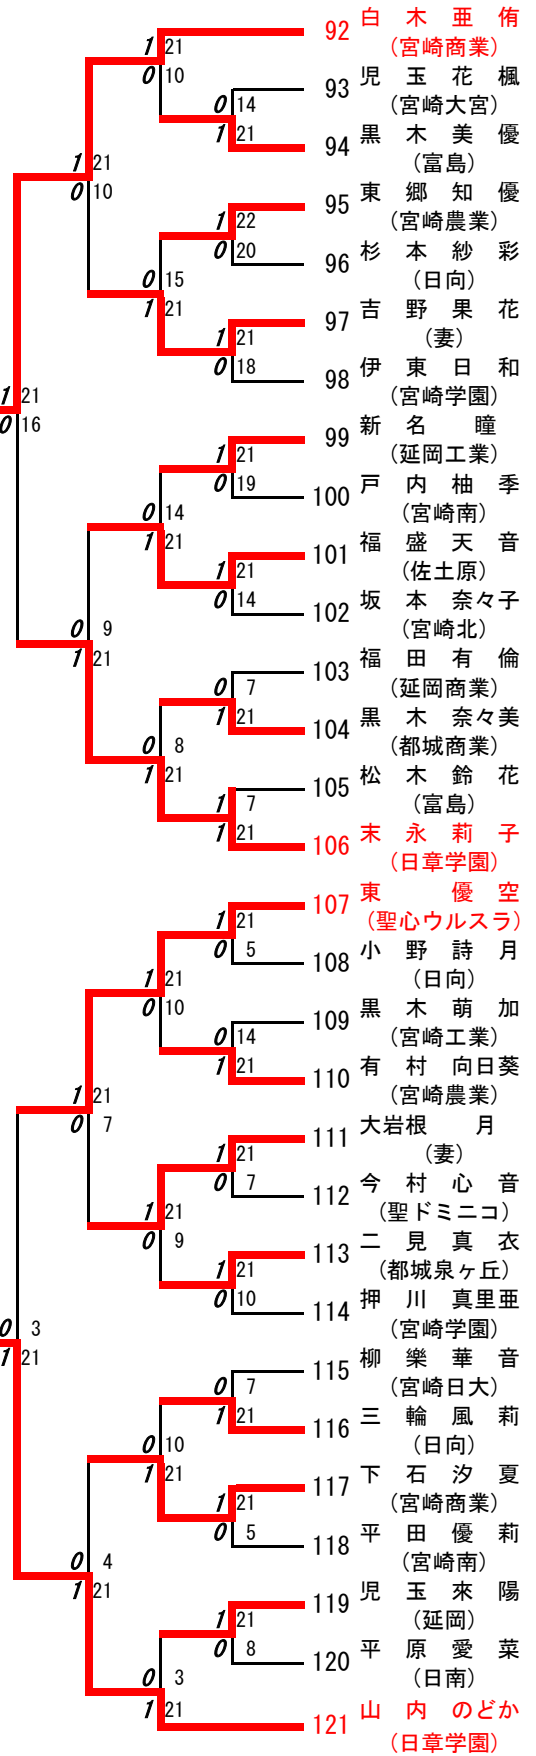 92 白木亜侑
(宮崎商業)
1 21
0 10
93 児玉花楓
(宮崎大宮)
0 14
1 21
94 黒木美優
(富島)
1 21
0 10
95 東郷知優
(宮崎農業)
1 22
0 20
96 杉本紗彩
(日向)
0 15
1 21
97 吉野果花
(妻)
1 21
0 18
98 伊東日和
(宮崎学園)
1 21
0 16
99 新名 瞳
(延岡工業)
1 21
0 19
100 戸内柚季
(宮崎南)
0 14
1 21
101 福盛天音
(佐土原)
1 21
0 14
102 坂本奈々子
(宮崎北)
0 9
1 21
103 福田有倫
(延岡商業)
0 7
1 21
104 黒木奈々美
(都城商業)
0 8
1 21
105 松木鈴花
(富島)
1 7
1 21
106 末永莉子
(日章学園)
107 東 優空
(聖心ウルスラ)
1 21
0 5
108 小野詩月
(日向)
1 21
0 10
109 黒木萌加
(宮崎工業)
0 14
1 21
110 有村向日葵
(宮崎農業)
1 21
0 7
111 大岩根 月
(妻)
1 21
0 7
112 今村心音
(聖ドミニコ)
1 21
0 9
113 二見真衣
(都城泉ヶ丘)
1 21
0 10
114 押川真里亜
(宮崎学園)
0 3
1 21
115 柳樂華音
(宮崎日大)
0 7
1 21
116 三輪風莉
(日向)
0 10
1 21
117 下石汐夏
(宮崎商業)
1 21
0 5
118 平田優莉
(宮崎南)
0 4
1 21
119 児玉來陽
(延岡)
1 21
0 8
120 平原愛菜
(日南)
0 3
1 21
121 山内のどか
(日章学園)